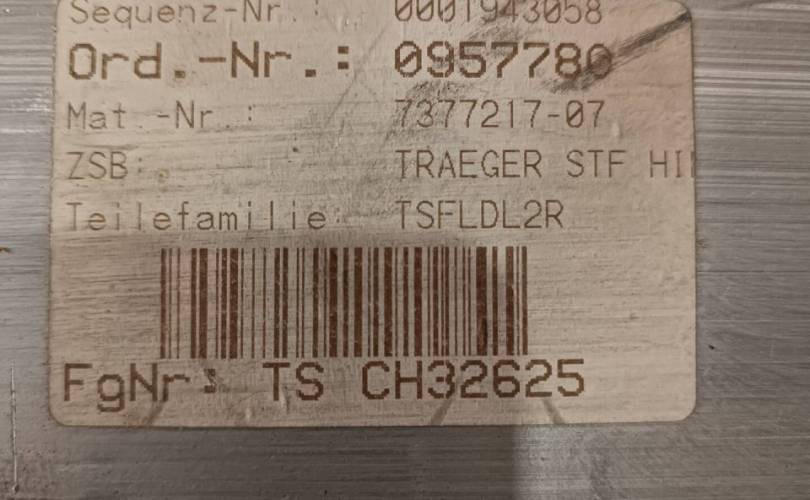 Sequenz-Nr.: 0001943058
Ord.-Nr.: 0957780
Mat.-Nr.: 7377217-07
ZSB: TRAEGER STF HI
Teilefamilie: TSFLDL2R
FgNr: TS CH32625